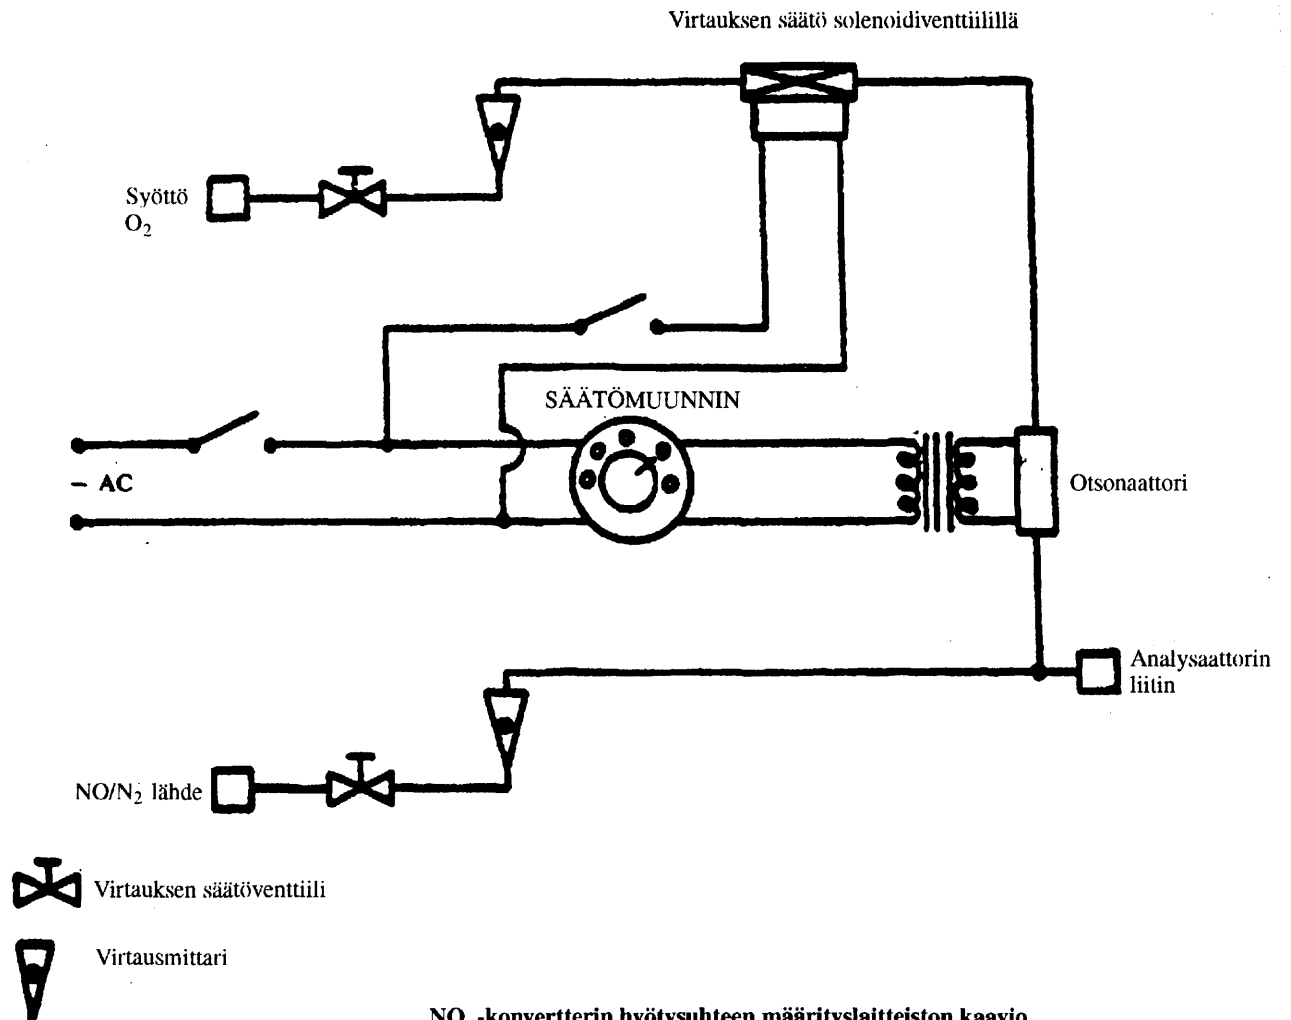 Virtauksen säätö solenoidiventtiilillä
Syöttö
O2
SÄÄTÖMUUNNIN
– AC
Otsonaattori
Analysaattorin
liitin
NO/N2 lähde
Virtauksen säätöventtiili
Virtausmittari
NO -konvertterin hyötysuhteen määrityslaitteiston kaavio